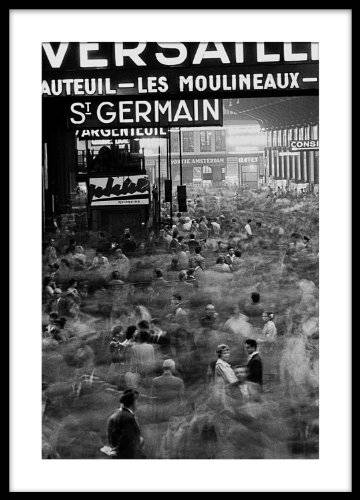 VERSAILL
AUTEUIL-LES MOULINEAUX-
ST GERMAIN
ARGENTEUIL
SORTIE AMSTERDAM
CONSI